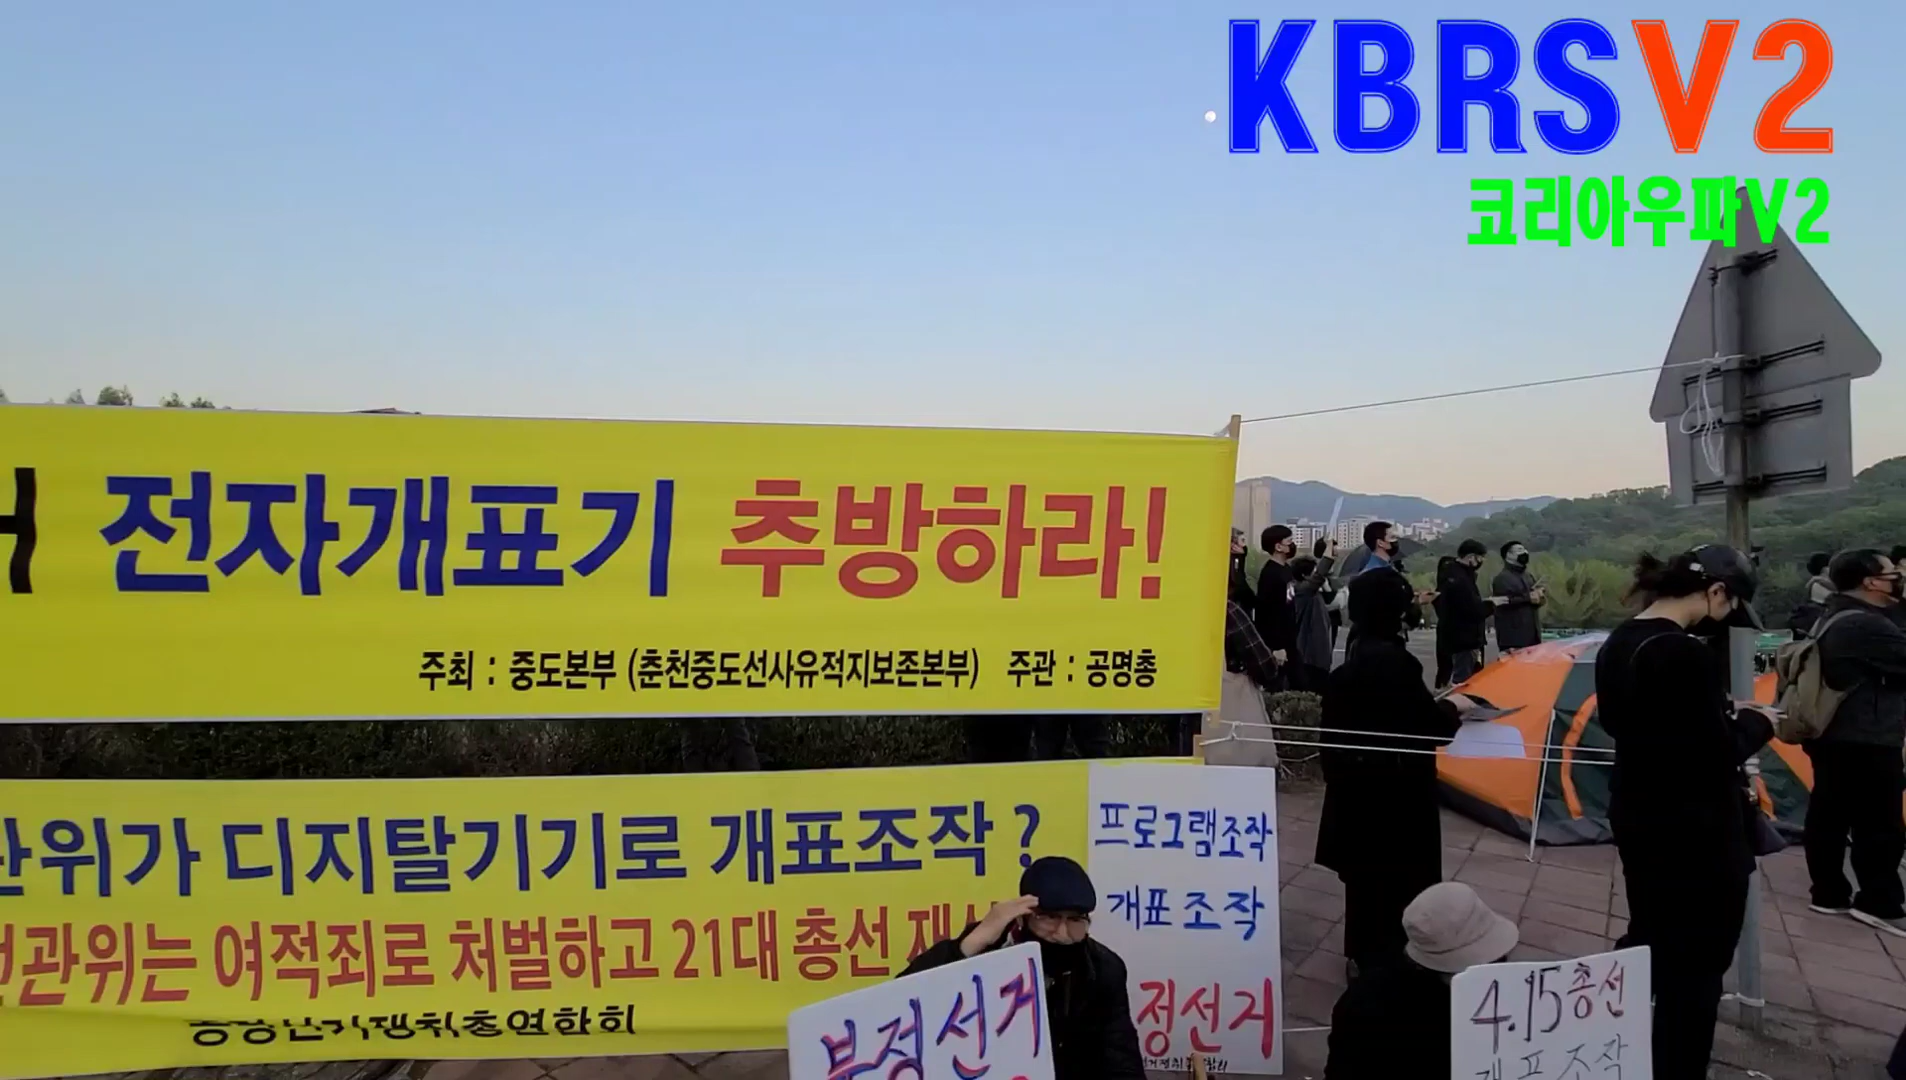 KBRSV2
코리아우파V2
전자개표기 추방하라!
주최 : 중도본부 (춘천중도선사유적지보존본부) 주관 : 공명총
관위가 디지탈기기로 개표조작 ?
관위는 여적죄로 처벌하고 21대 총선
프로그램조작
개표조작
정선거
부정선거
4.15총선
개표조작